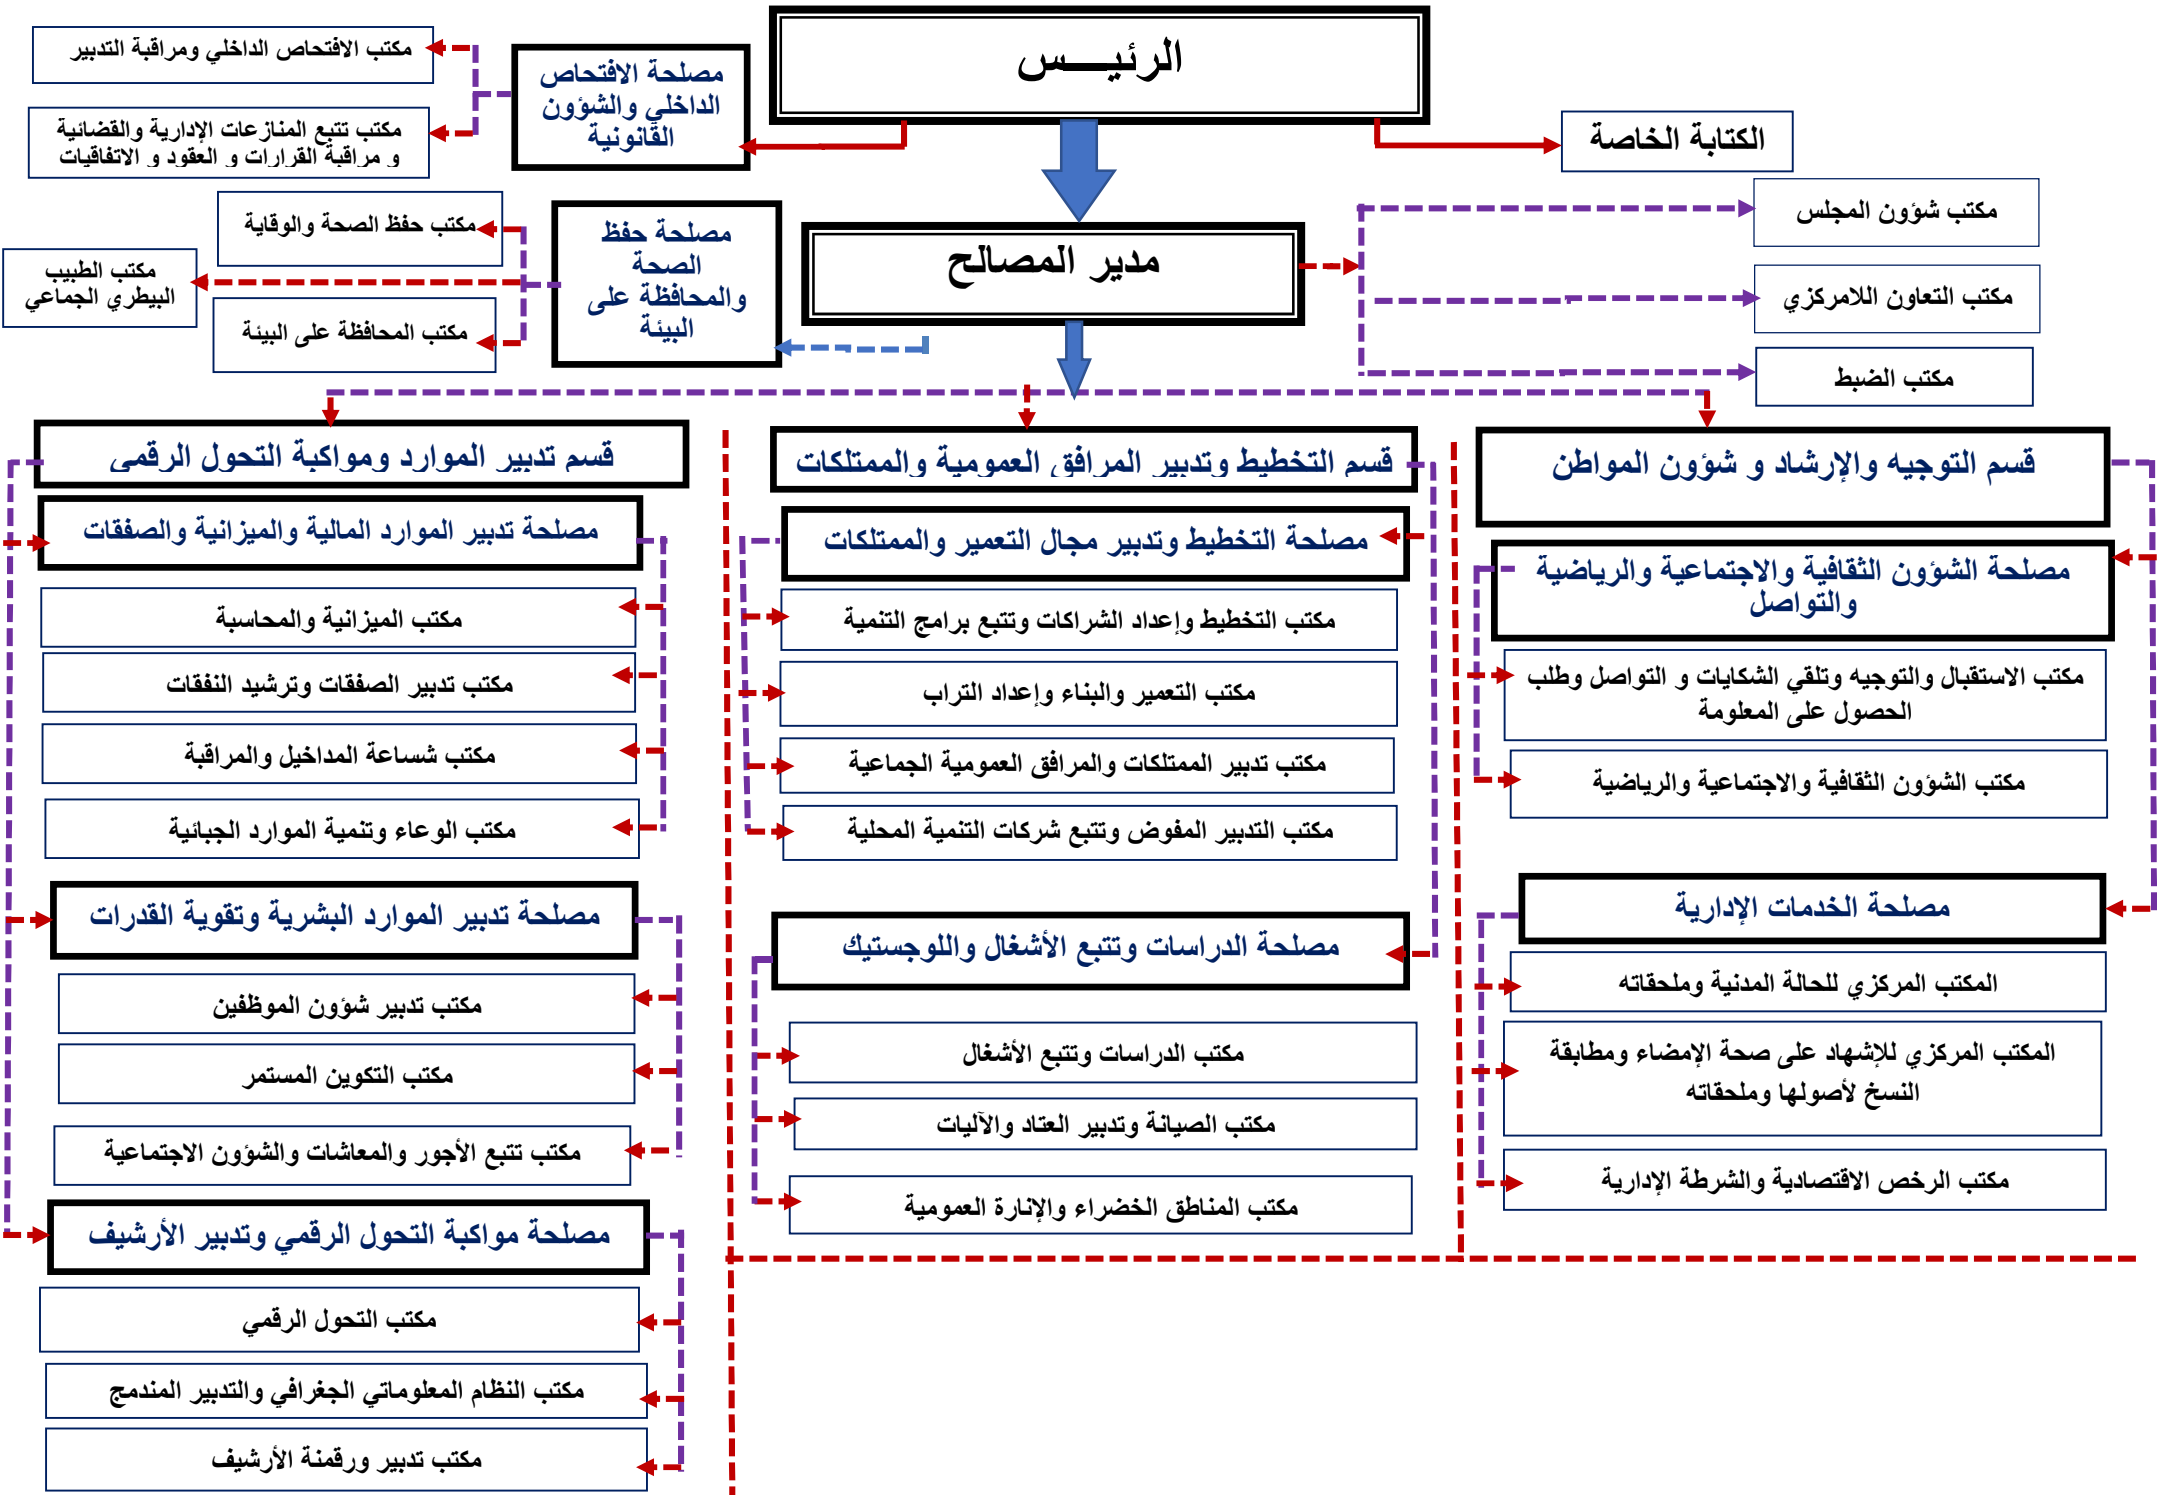 الرئيـــس
الكتابة الخاصة
مصلحة الافتحاص
الداخلي والشؤون
القانونية
مكتب الافتحاص الداخلي ومراقبة التدبير
مكتب تتبع المنازعات الإدارية والقضائية
و مراقبة القرارات و العقود و الاتفاقيات
مدير المصالح
مكتب شؤون المجلس
مكتب التعاون اللامركزي
مكتب الضبط
مصلحة حفظ
الصحة
والمحافظة على
البيئة
مكتب حفظ الصحة والوقاية
مكتب الطبيب
البيطري الجماعي
مكتب المحافظة على البيئة
قسم التوجيه والإرشاد و شؤون المواطن
مصلحة الشؤون الثقافية والاجتماعية والرياضية
والتواصل
مكتب الاستقبال والتوجيه وتلقي الشكايات و التواصل وطلب
الحصول على المعلومة
مكتب الشؤون الثقافية والاجتماعية والرياضية
مصلحة الخدمات الإدارية
المكتب المركزي للحالة المدنية وملحقاته
المكتب المركزي للإشهاد على صحة الإمضاء ومطابقة
النسخ لأصولها وملحقاته
مكتب الرخص الاقتصادية والشرطة الإدارية
قسم التخطيط وتدبير المرافق العمومية والممتلكات
مصلحة التخطيط وتدبير مجال التعمير والممتلكات
مكتب التخطيط وإعداد الشراكات وتتبع برامج التنمية
مكتب التعمير والبناء وإعداد التراب
مكتب تدبير الممتلكات والمرافق العمومية الجماعية
مكتب التدبير المفوض وتتبع شركات التنمية المحلية
مصلحة الدراسات وتتبع الأشغال واللوجستيك
مكتب الدراسات وتتبع الأشغال
مكتب الصيانة وتدبير العتاد والآليات
مكتب المناطق الخضراء والإنارة العمومية
قسم تدبير الموارد ومواكبة التحول الرقمي
مصلحة تدبير الموارد المالية والميزانية والصفقات
مكتب الميزانية والمحاسبة
مكتب تدبير الصفقات وترشيد النفقات
مكتب شساعة المداخيل والمراقبة
مكتب الوعاء وتنمية الموارد الجبائية
مصلحة تدبير الموارد البشرية وتقوية القدرات
مكتب تدبير شؤون الموظفين
مكتب التكوين المستمر
مكتب تتبع الأجور والمعاشات والشؤون الاجتماعية
مصلحة مواكبة التحول الرقمي وتدبير الأرشيف
مكتب التحول الرقمي
مكتب النظام المعلوماتي الجغرافي والتدبير المندمج
مكتب تدبير ورقمنة الأرشيف